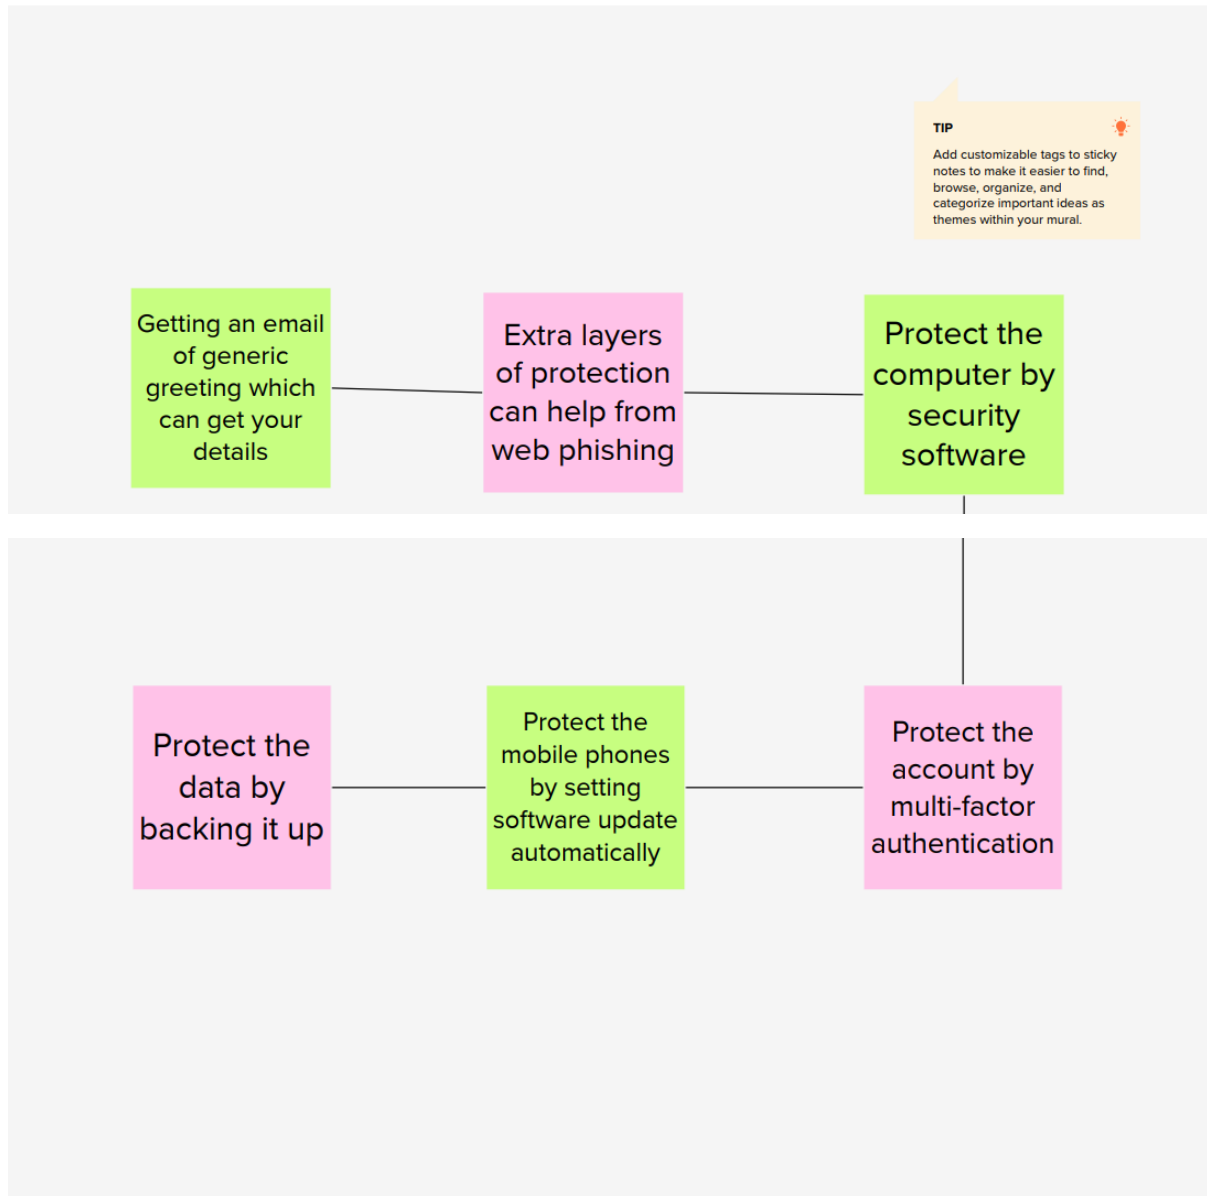 TIP
Add customizable tags to sticky
notes to make it easier to find,
browse, organize, and
categorize important ideas as
themes within your mural.
Getting an email
of generic
greeting which
can get your
details
Extra layers
of protection
can help from
web phishing
Protect the
computer by
security
software
Protect the
data by
backing it up
Protect the
mobile phones
by setting
software update
automatically
Protect the
account by
multi-factor
authentication